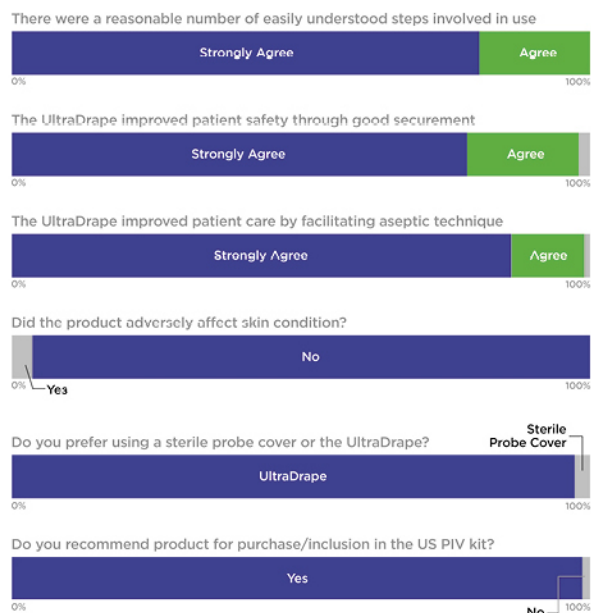 There were a reasonable number of easily understood steps involved in use
Strongly Agree Agree
0% 100%
The UltraDrape improved patient safety through good securement
Strongly Agree Agree
0% 100%
The UltraDrape improved patient care by facilitating aseptic technique
Strongly Agree Agree
0% 100%
Did the product adversely affect skin condition?
No
0% Yes 100%
Do you prefer using a sterile probe cover or the UltraDrape? Sterile
Probe Cover
UltraDrape
0% 100%
Do you recommend product for purchase/inclusion in the US PIV kit?
Yes
0% No 100%